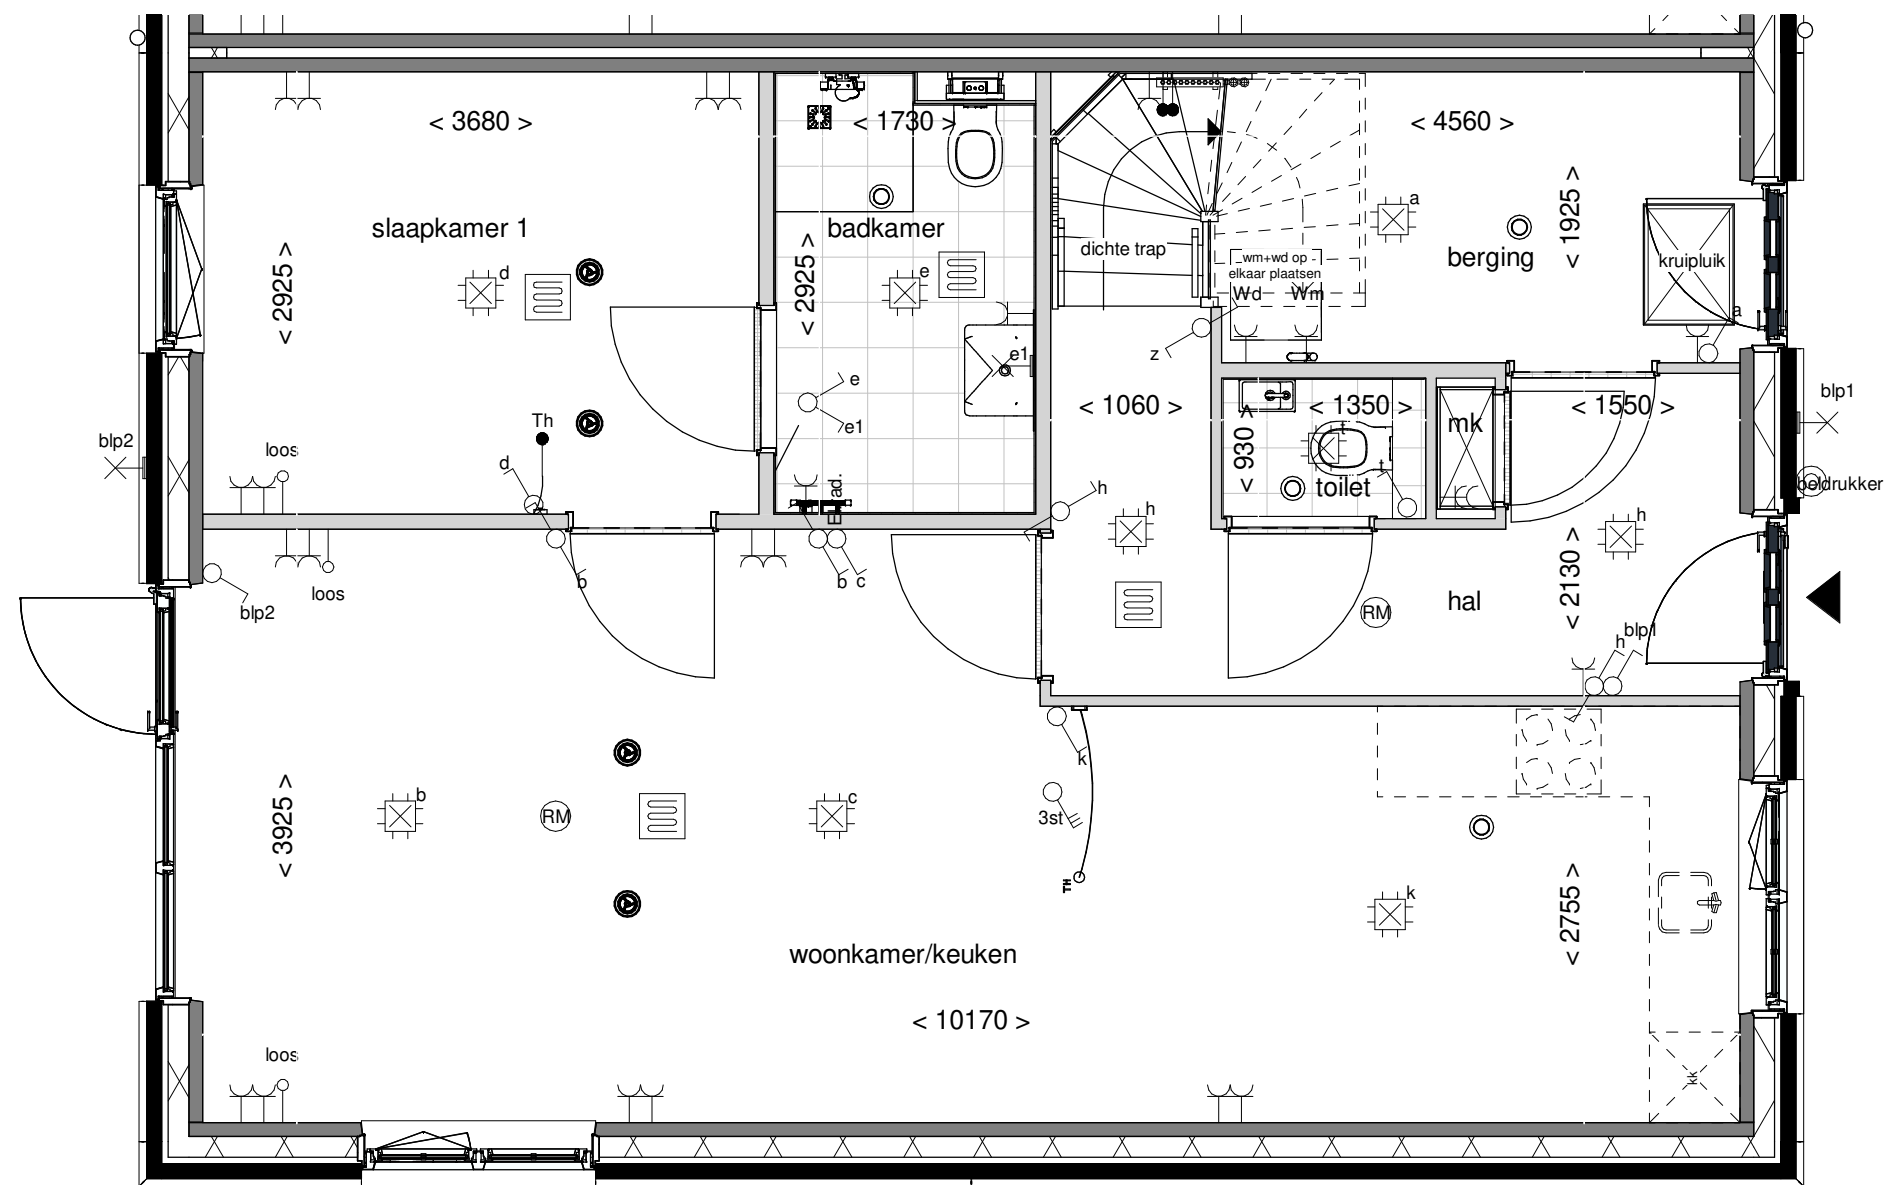 < 3680 >
< 1730 >
< 4560 >
slaapkamer 1
badkamer
a
< 1925 >
berging
dichte trap
wm+wd op
elkaar plaatsen
Wd
Wm
kruipluik
a
< 2925 >
d
< 2925 >
e
z
e1
e
e1
< 1060 >
< 930 >
< 1350 >
t
t
toilet
mk
< 1550 >
blp1
beldrukker
blp2
loos
Th
d
h
h
h
b
b
c
loos
blp2
RM
hal
< 2130 >
h
blp1
k
3st
TH
< 3925 >
b
RM
c
k
< 2755 >
woonkamer/keuken
< 10170 >
loos
kk